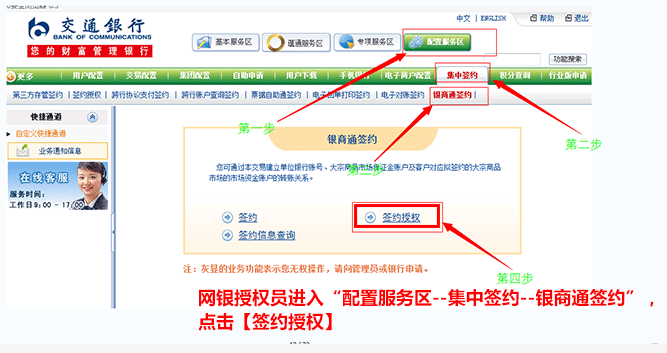 交通銀行
BANK OF COMMUNICATIONS
您的财富管理银行
中文 | ENGLISH 帮助 退出
基本服务区 蕴通服务区 专项服务区 配置服务区
功能搜索
更多 用户配置 交易配置 集团配置 自助申请 用户下载 手机银行 电子商户配置 集中签约 积分查询 行业版申请
第三方存管签约 | 签约授权 | 跨行协议支付签约 | 跨行账户查询签约 | 票据自助通签约 | 电子回单打印签约 | 电子对账签约 | 银商通签约 |
快捷通道
自定义快捷通道
业务通知信息
在线客服
服务时间:
工作日9:00 - 17:00
第一步
第二步
第三步
银商通签约
您可通过本交易建立单位银行账号、大宗商品市场保证金账户及客户对应拟签约的大宗商品
市场的市场资金账户的转账关系。
签约 签约授权
签约信息查询
第四步
注：灰显的业务功能表示您无权操作，请向管理员或银行申请。
网银授权员进入“配置服务区--集中签约--银商通签约”，
点击【签约授权】